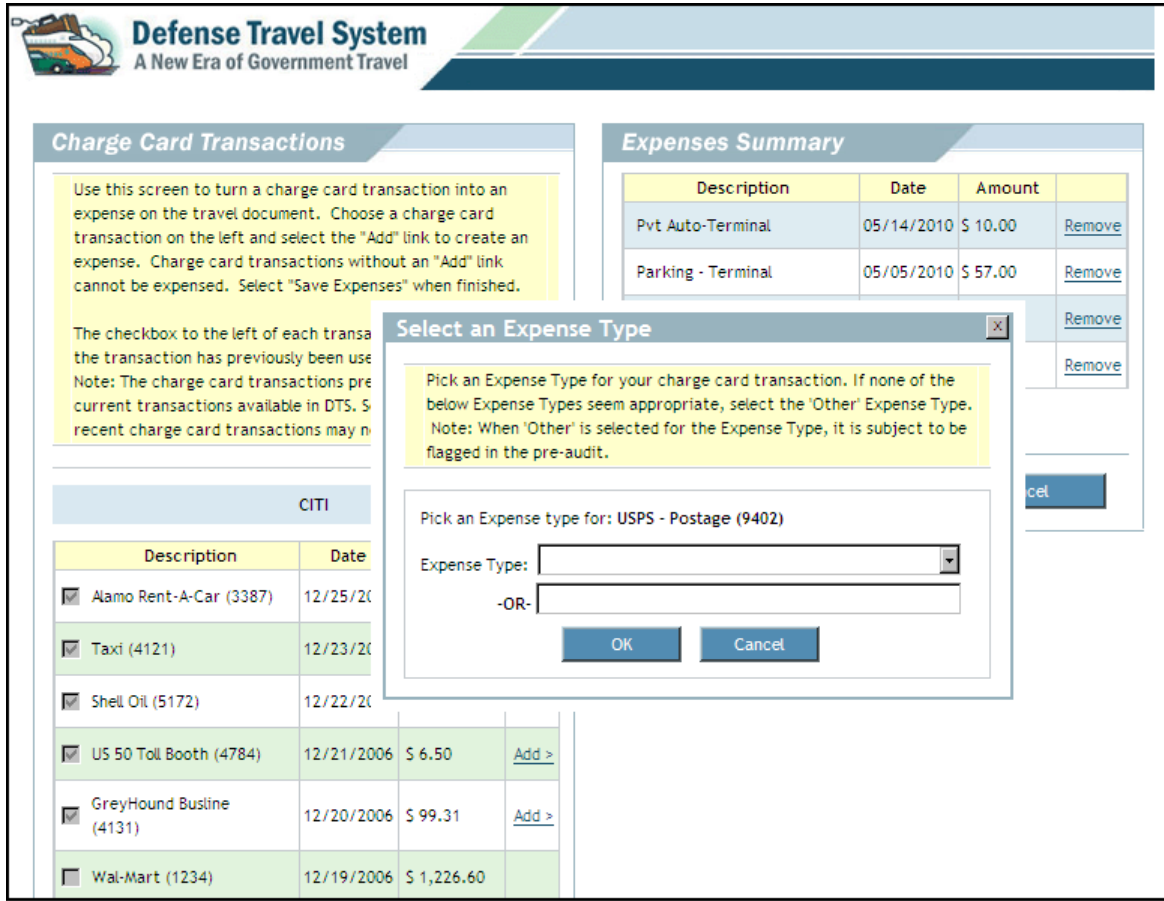 Defense Travel System
A New Era of Government Travel
Charge Card Transactions
Use this screen to turn a charge card transaction into an
expense on the travel document. Choose a charge card
transaction on the left and select the "Add" link to create an
expense. Charge card transactions without an "Add" link
cannot be expensed. Select "Save Expenses" when finished.
The checkbox to the left of each transa
the transaction has previously been use
Note: The charge card transactions pre
current transactions available in DTS. S
recent charge card transactions may n
CITI
Description Date
Alamo Rent-A-Car (3387) 12/25/20
Taxi (4121) 12/23/20
Shell Oil (5172) 12/22/20
US 50 Toll Booth (4784) 12/21/2006 $ 6.50 Add >
GreyHound Busline
(4131) 12/20/2006 $ 99.31 Add >
Wal-Mart (1234) 12/19/2006 $ 1,226.60
Expenses Summary
Description Date Amount
Pvt Auto-Terminal 05/14/2010 $ 10.00 Remove
Parking - Terminal 05/05/2010 $ 57.00 Remove
Remove
Remove
cel
Select an Expense Type
X
Pick an Expense Type for your charge card transaction. If none of the
below Expense Types seem appropriate, select the 'Other' Expense Type.
Note: When 'Other' is selected for the Expense Type, it is subject to be
flagged in the pre-audit.
Pick an Expense type for: USPS - Postage (9402)
Expense Type:
-OR-
OK Cancel